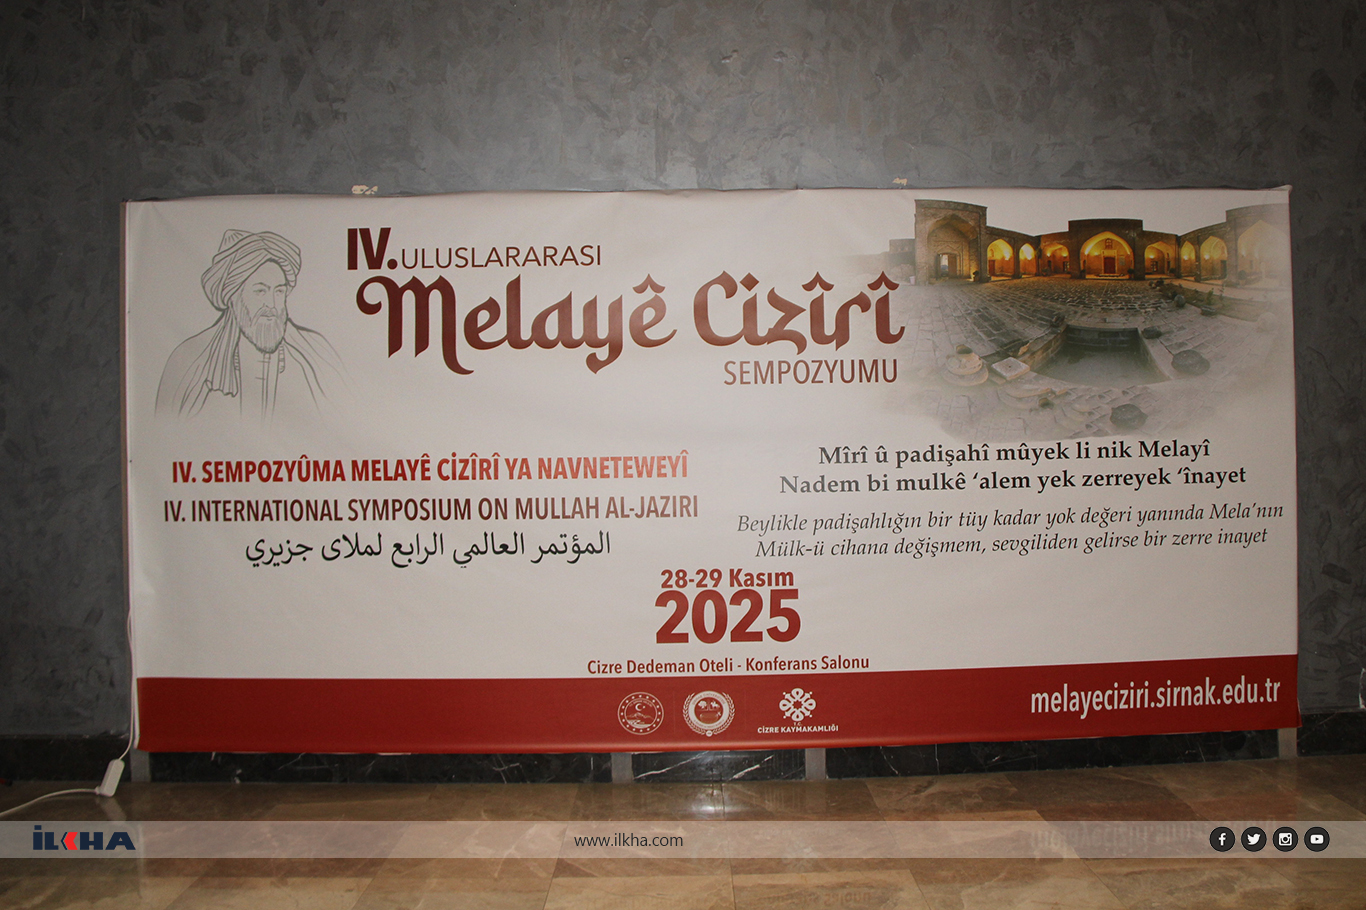 IV. ULUSLARARASI
Melayê Cizîrî
SEMPOZYUMU
IV. SEMPOZYÛMA MELAYÊ CİZÎRÎ YA NAVNETEWEYÎ
IV. INTERNATIONAL SYMPOSIUM ON MULLAH AL-JAZIRI
المؤتمر العالمي الرابع لملای جزيري
Mîrî û padişahî mûyek li nik Melayî
Nadem bi mulkê ‘alem yek zerreyek ‘înayet
Beylikle padişahlığın bir tüy kadar yok değeri yanında Mela’nın
Mülk-ü cihana değişmem, sevgiliden gelirse bir zerre inayet
28-29 Kasım
2025
Cizre Dedeman Oteli - Konferans Salonu
T.C.
CİZRE KAYMAKAMLIĞI
melayeciziri.sirnak.edu.tr
İLKHA
www.ilkha.com